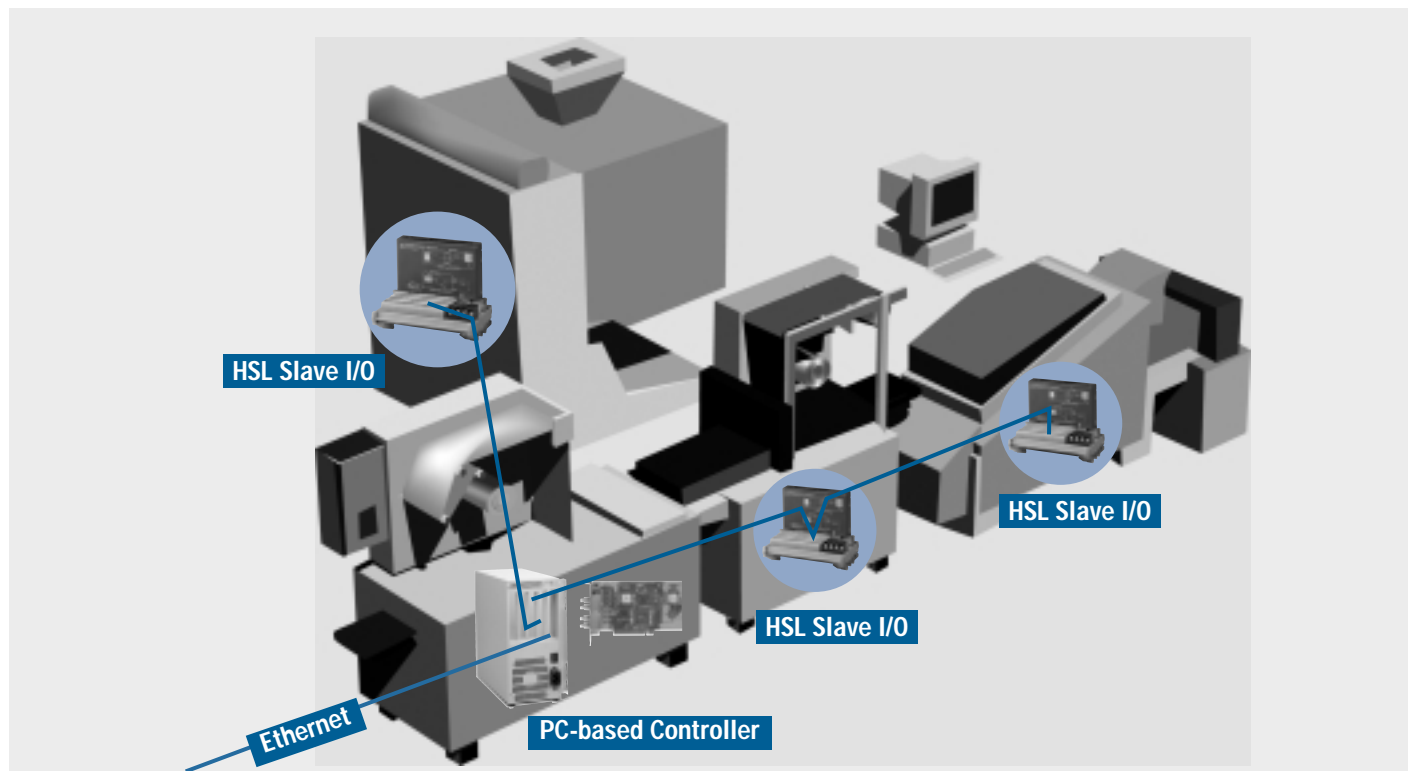 HSL Slave I/O
HSL Slave I/O
HSL Slave I/O
PC-based Controller
Ethernet